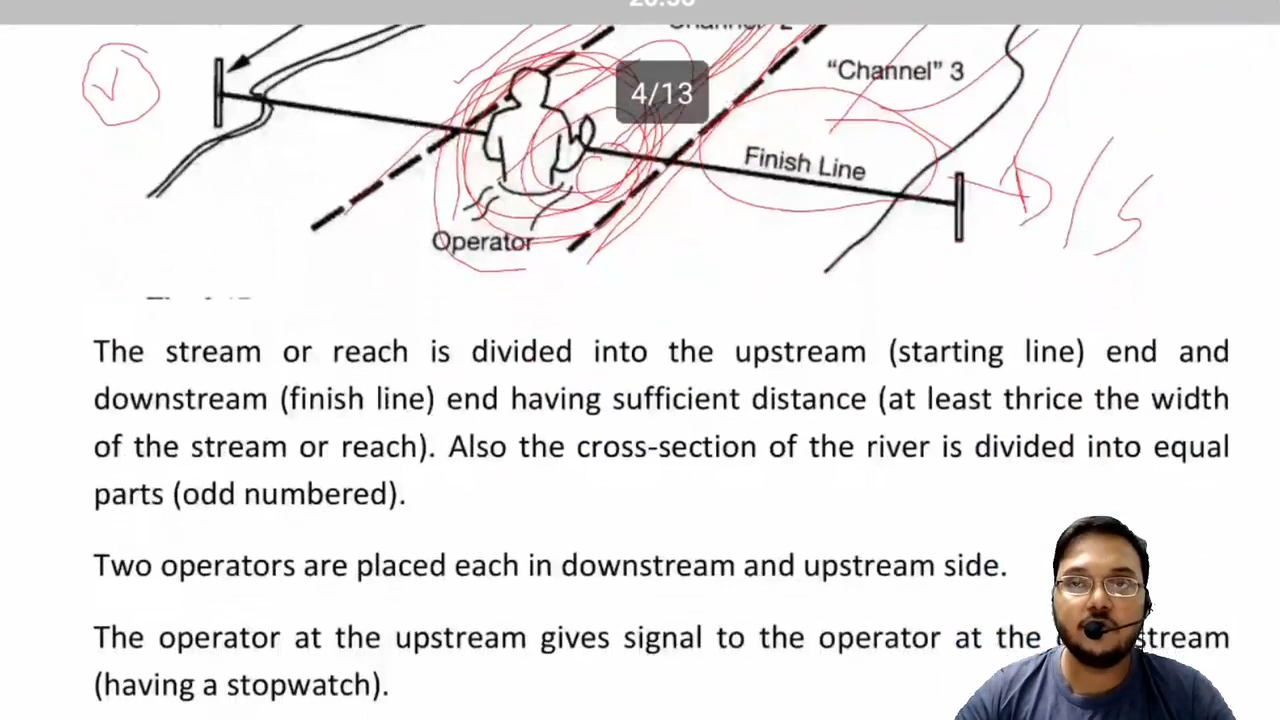 "Channel" 3
4/13
Finish Line
D/S
Operator
The stream or reach is divided into the upstream (starting line) end and
downstream (finish line) end having sufficient distance (at least thrice the width
of the stream or reach). Also the cross-section of the river is divided into equal
parts (odd numbered).
Two operators are placed each in downstream and upstream side.
The operator at the upstream gives signal to the operator at the stream
(having a stopwatch).